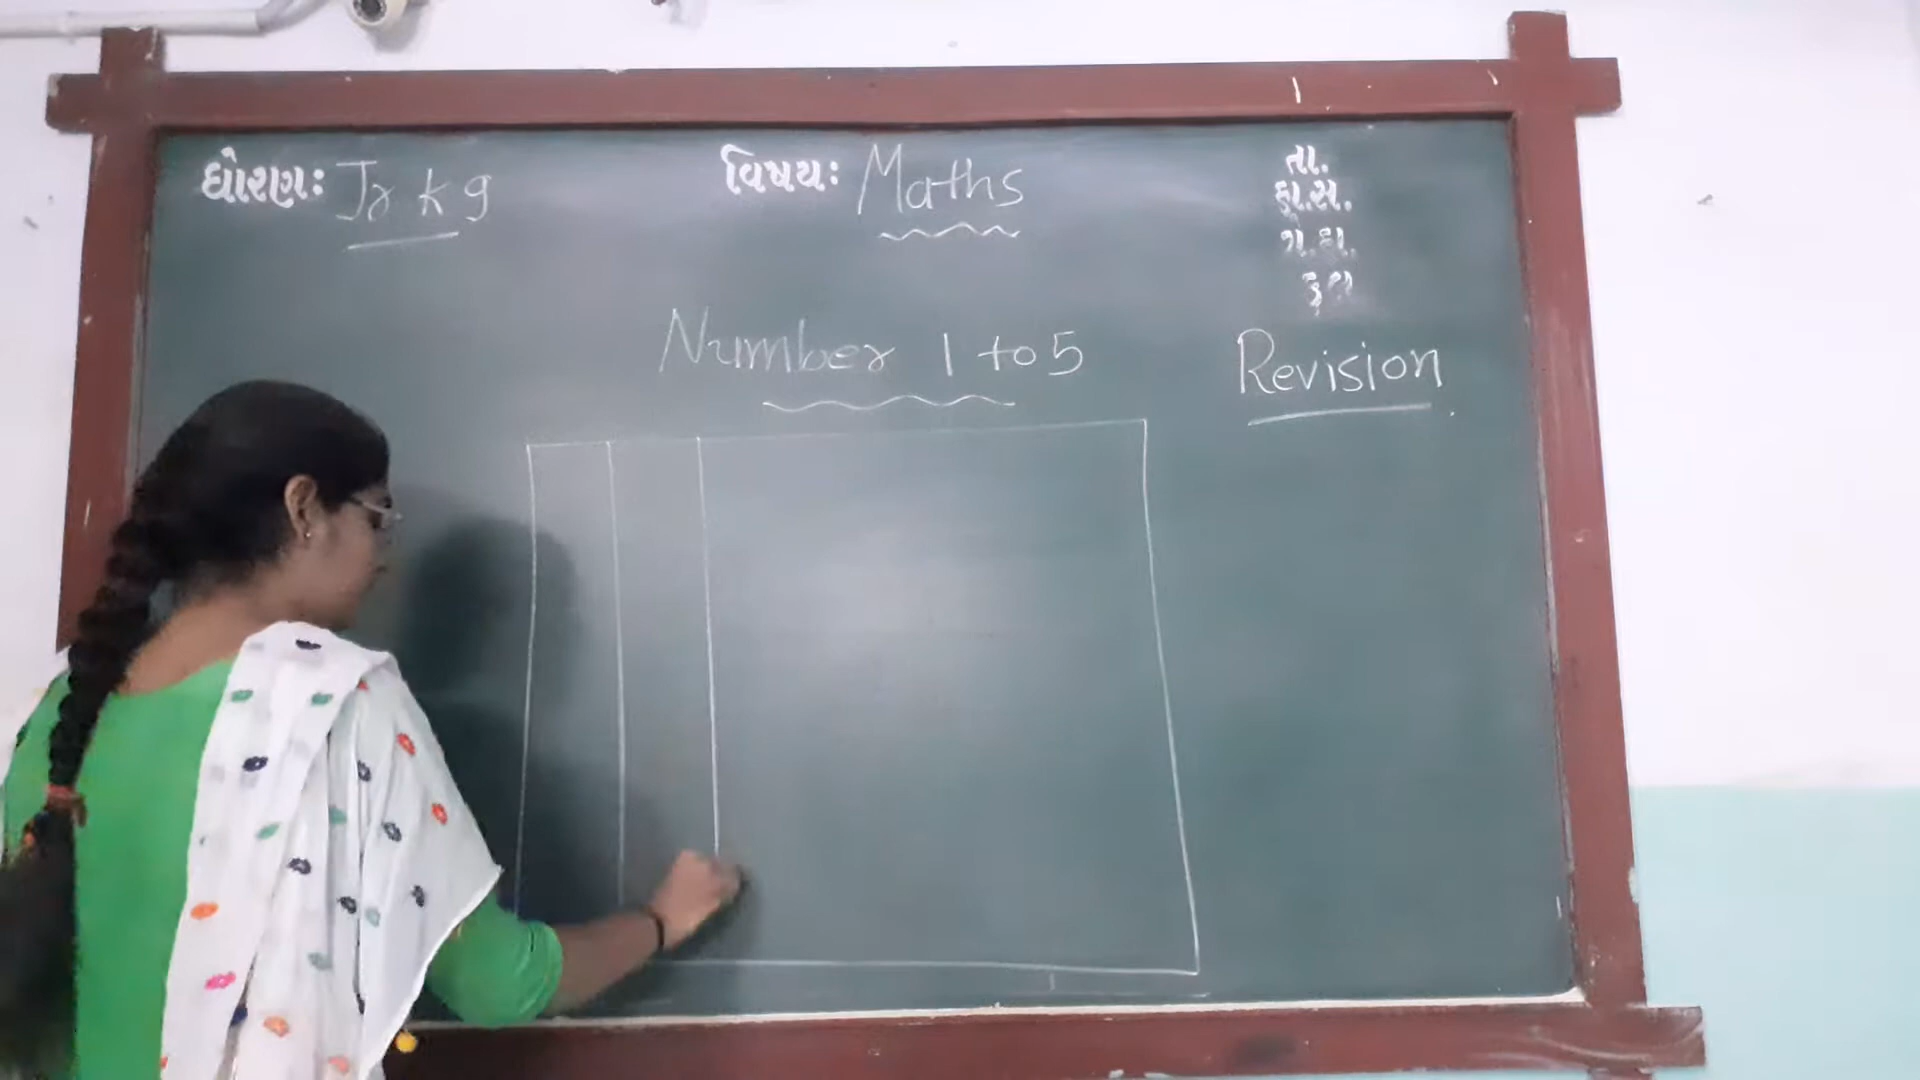 ધોરણ: Jr kg
વિષય: Maths
તા.
કા.સ.
ગે.હા.
કુલ
Number 1 to 5
Revision